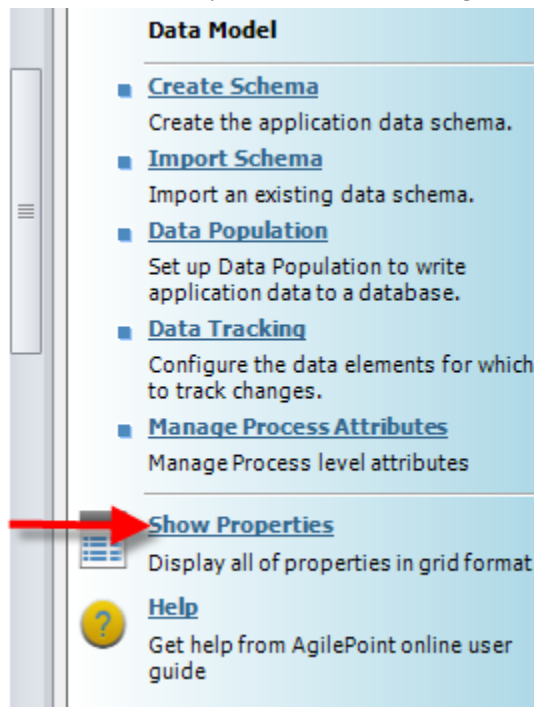 Data Model
Create Schema
Create the application data schema.
Import Schema
Import an existing data schema.
Data Population
Set up Data Population to write
application data to a database.
Data Tracking
Configure the data elements for which
to track changes.
Manage Process Attributes
Manage Process level attributes
Show Properties
Display all of properties in grid format
?
Help
Get help from AgilePoint online user
guide